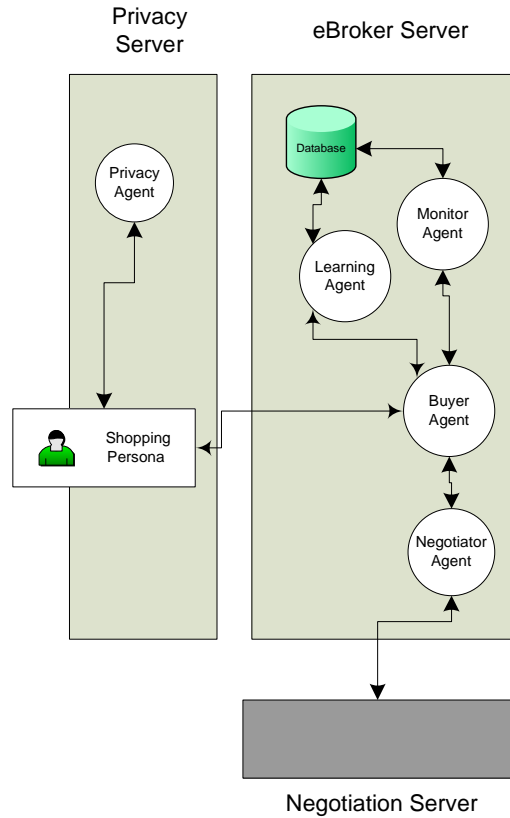 Privacy
Server
eBroker Server
Database
Privacy
Agent
Monitor
Agent
Learning
Agent
Buyer
Agent
Shopping
Persona
Negotiator
Agent
Negotiation Server